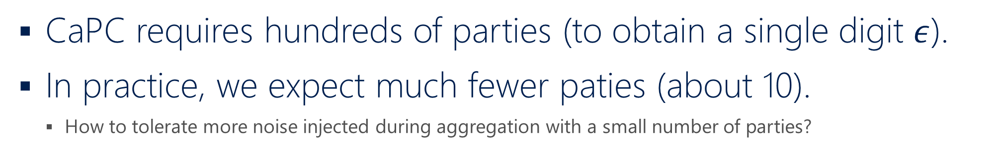 ▪ CaPC requires hundreds of parties (to obtain a single digit ϵ).
▪ In practice, we expect much fewer paties (about 10).
▪ How to tolerate more noise injected during aggregation with a small number of parties?